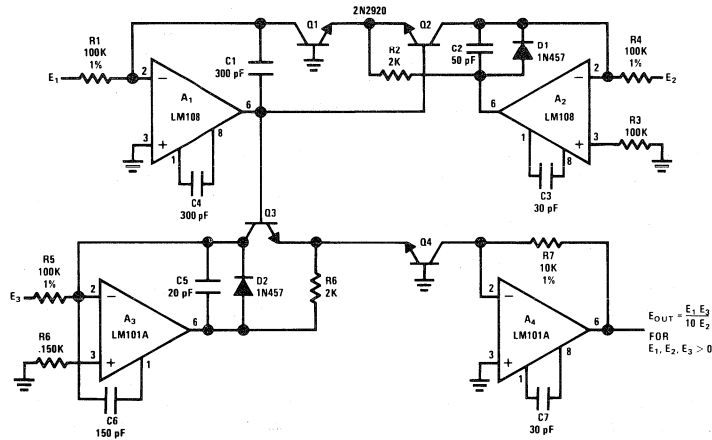 2N2920
Q1
Q2
R1
100K
1%
E1
C1
300 pF
R2
2K
C2
50 pF
D1
1N457
R4
100K
1%
E2
2
−
A1
LM108
6
3
+
1
8
C4
300 pF
6
−
2
A2
LM108
3
+
1
8
C3
30 pF
R3
100K
Q3
Q4
R5
100K
1%
E3
C5
20 pF
D2
1N457
R6
2K
R7
10K
1%
2
−
A3
LM101A
6
R6
.150K
3
+
1
C6
150 pF
2
−
A4
LM101A
6
3
+
1
8
C7
30 pF
EOUT = E1 E3
10 E2
FOR
E1, E2, E3 > 0